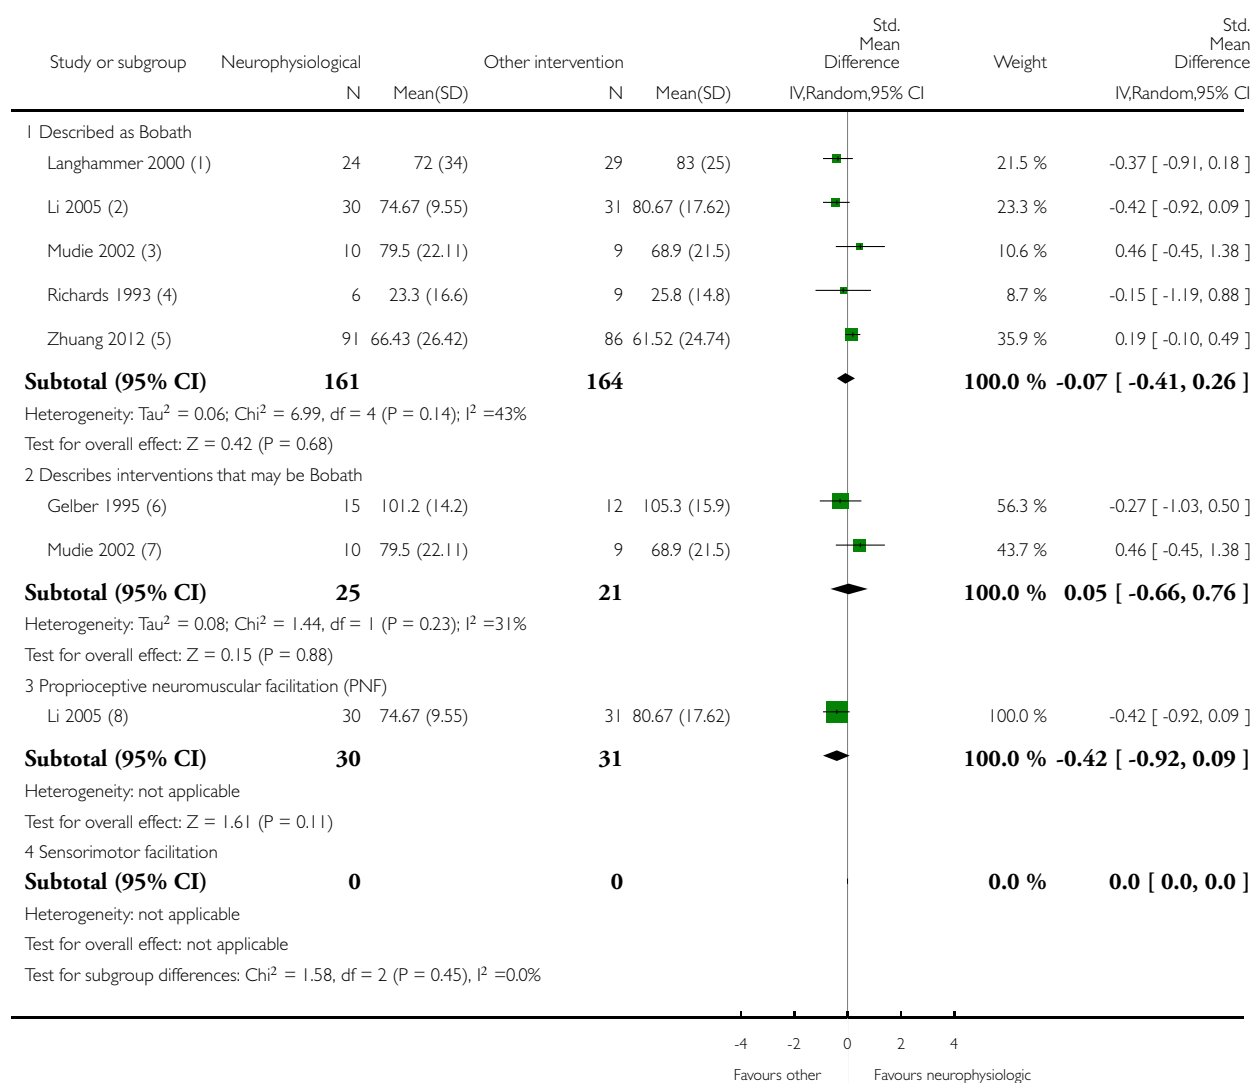 Std.
Mean
Difference
Std.
Mean
Difference
Study or subgroup Neurophysiological Other intervention Weight
N Mean(SD) N Mean(SD) IV,Random,95% CI IV,Random,95% CI
1 Described as Bobath
Langhammer 2000 (1) 24 72 (34) 29 83 (25) 21.5 % -0.37 [ -0.91, 0.18 ]
Li 2005 (2) 30 74.67 (9.55) 31 80.67 (17.62) 23.3 % -0.42 [ -0.92, 0.09 ]
Mudie 2002 (3) 10 79.5 (22.11) 9 68.9 (21.5) 10.6 % 0.46 [ -0.45, 1.38 ]
Richards 1993 (4) 6 23.3 (16.6) 9 25.8 (14.8) 8.7 % -0.15 [ -1.19, 0.88 ]
Zhuang 2012 (5) 91 66.43 (26.42) 86 61.52 (24.74) 35.9 % 0.19 [ -0.10, 0.49 ]
Subtotal (95% CI) 161 164 100.0 % -0.07 [ -0.41, 0.26 ]
Heterogeneity: Tau² = 0.06; Chi² = 6.99, df = 4 (P = 0.14); I² =43%
Test for overall effect: Z = 0.42 (P = 0.68)
2 Describes interventions that may be Bobath
Gelber 1995 (6) 15 101.2 (14.2) 12 105.3 (15.9) 56.3 % -0.27 [ -1.03, 0.50 ]
Mudie 2002 (7) 10 79.5 (22.11) 9 68.9 (21.5) 43.7 % 0.46 [ -0.45, 1.38 ]
Subtotal (95% CI) 25 21 100.0 % 0.05 [ -0.66, 0.76 ]
Heterogeneity: Tau² = 0.08; Chi² = 1.44, df = 1 (P = 0.23); I² =31%
Test for overall effect: Z = 0.15 (P = 0.88)
3 Proprioceptive neuromuscular facilitation (PNF)
Li 2005 (8) 30 74.67 (9.55) 31 80.67 (17.62) 100.0 % -0.42 [ -0.92, 0.09 ]
Subtotal (95% CI) 30 31 100.0 % -0.42 [ -0.92, 0.09 ]
Heterogeneity: not applicable
Test for overall effect: Z = 1.61 (P = 0.11)
4 Sensorimotor facilitation
Subtotal (95% CI) 0 0 0.0 % 0.0 [ 0.0, 0.0 ]
Heterogeneity: not applicable
Test for overall effect: not applicable
Test for subgroup differences: Chi² = 1.58, df = 2 (P = 0.45), I² =0.0%
-4 -2 0 2 4
Favours other Favours neurophysiologic